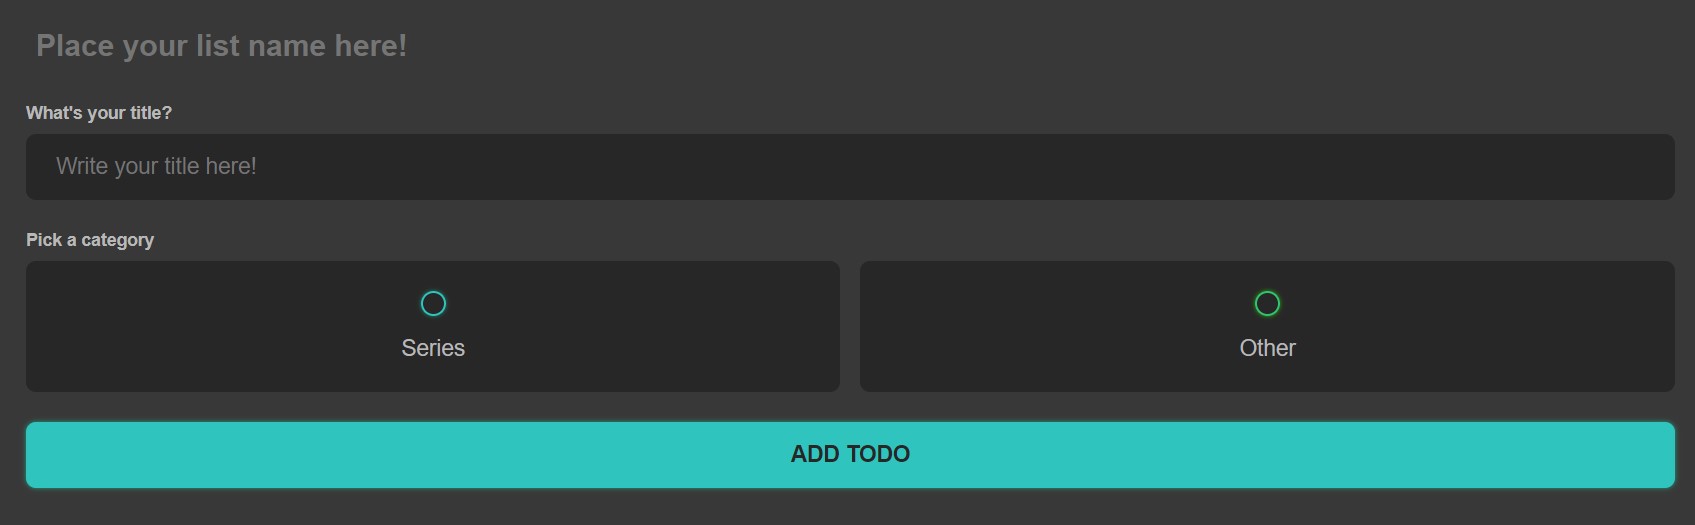 Place your list name here!
What's your title?
Write your title here!
Pick a category
Series
Other
ADD TODO